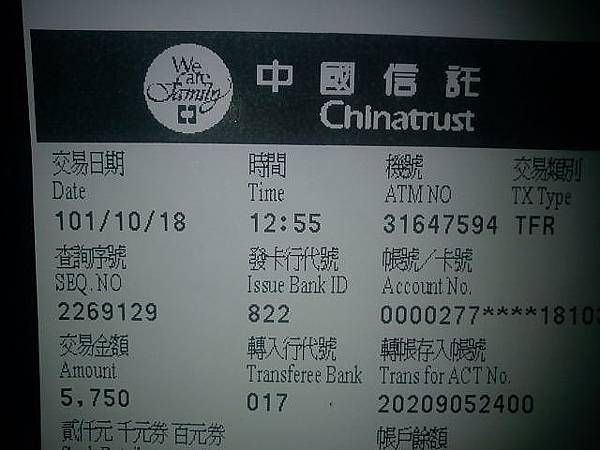 We are Family
中國信託
Chinatrust
交易日期 時間 機號 交易類別
Date Time ATM NO TX Type
101/10/18 12:55 31647594 TFR
查詢序號 發卡行代號 帳號/卡號
SEQ. NO Issue Bank ID Account No.
2269129 822 0000277****18103
交易金額 轉入行代號 轉帳存入帳號
Amount Transferee Bank Trans for ACT No.
5,750 017 20209052400
貳仟元 千元券 百元券 帳戶餘額